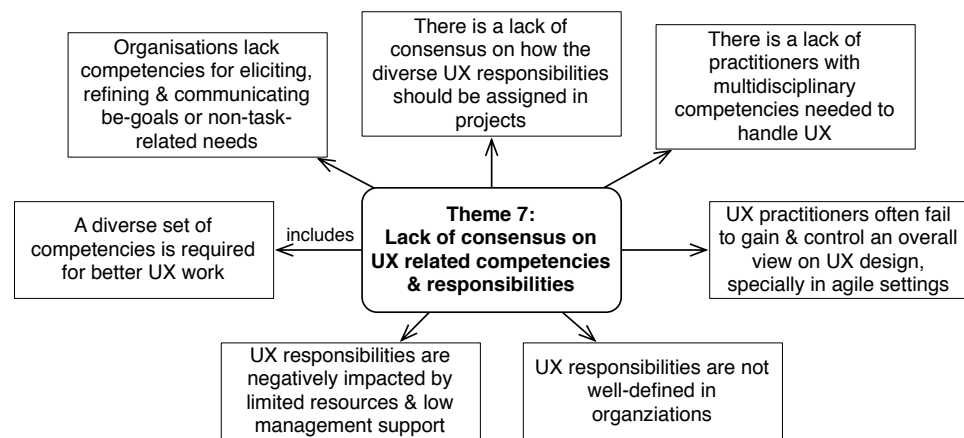 Organisations lack
competencies for eliciting,
refining & communicating
be-goals or non-task-
related needs
There is a lack of
consensus on how the
diverse UX responsibilities
should be assigned in
projects
There is a lack of
practitioners with
multidisciplinary
competencies needed to
handle UX
A diverse set of
competencies is required
for better UX work
includes
Theme 7:
Lack of consensus on
UX related competencies
& responsibilities
UX practitioners often fail
to gain & control an overall
view on UX design,
specially in agile settings
UX responsibilities are
negatively impacted by
limited resources & low
management support
UX responsibilities are not
well-defined in
organziations